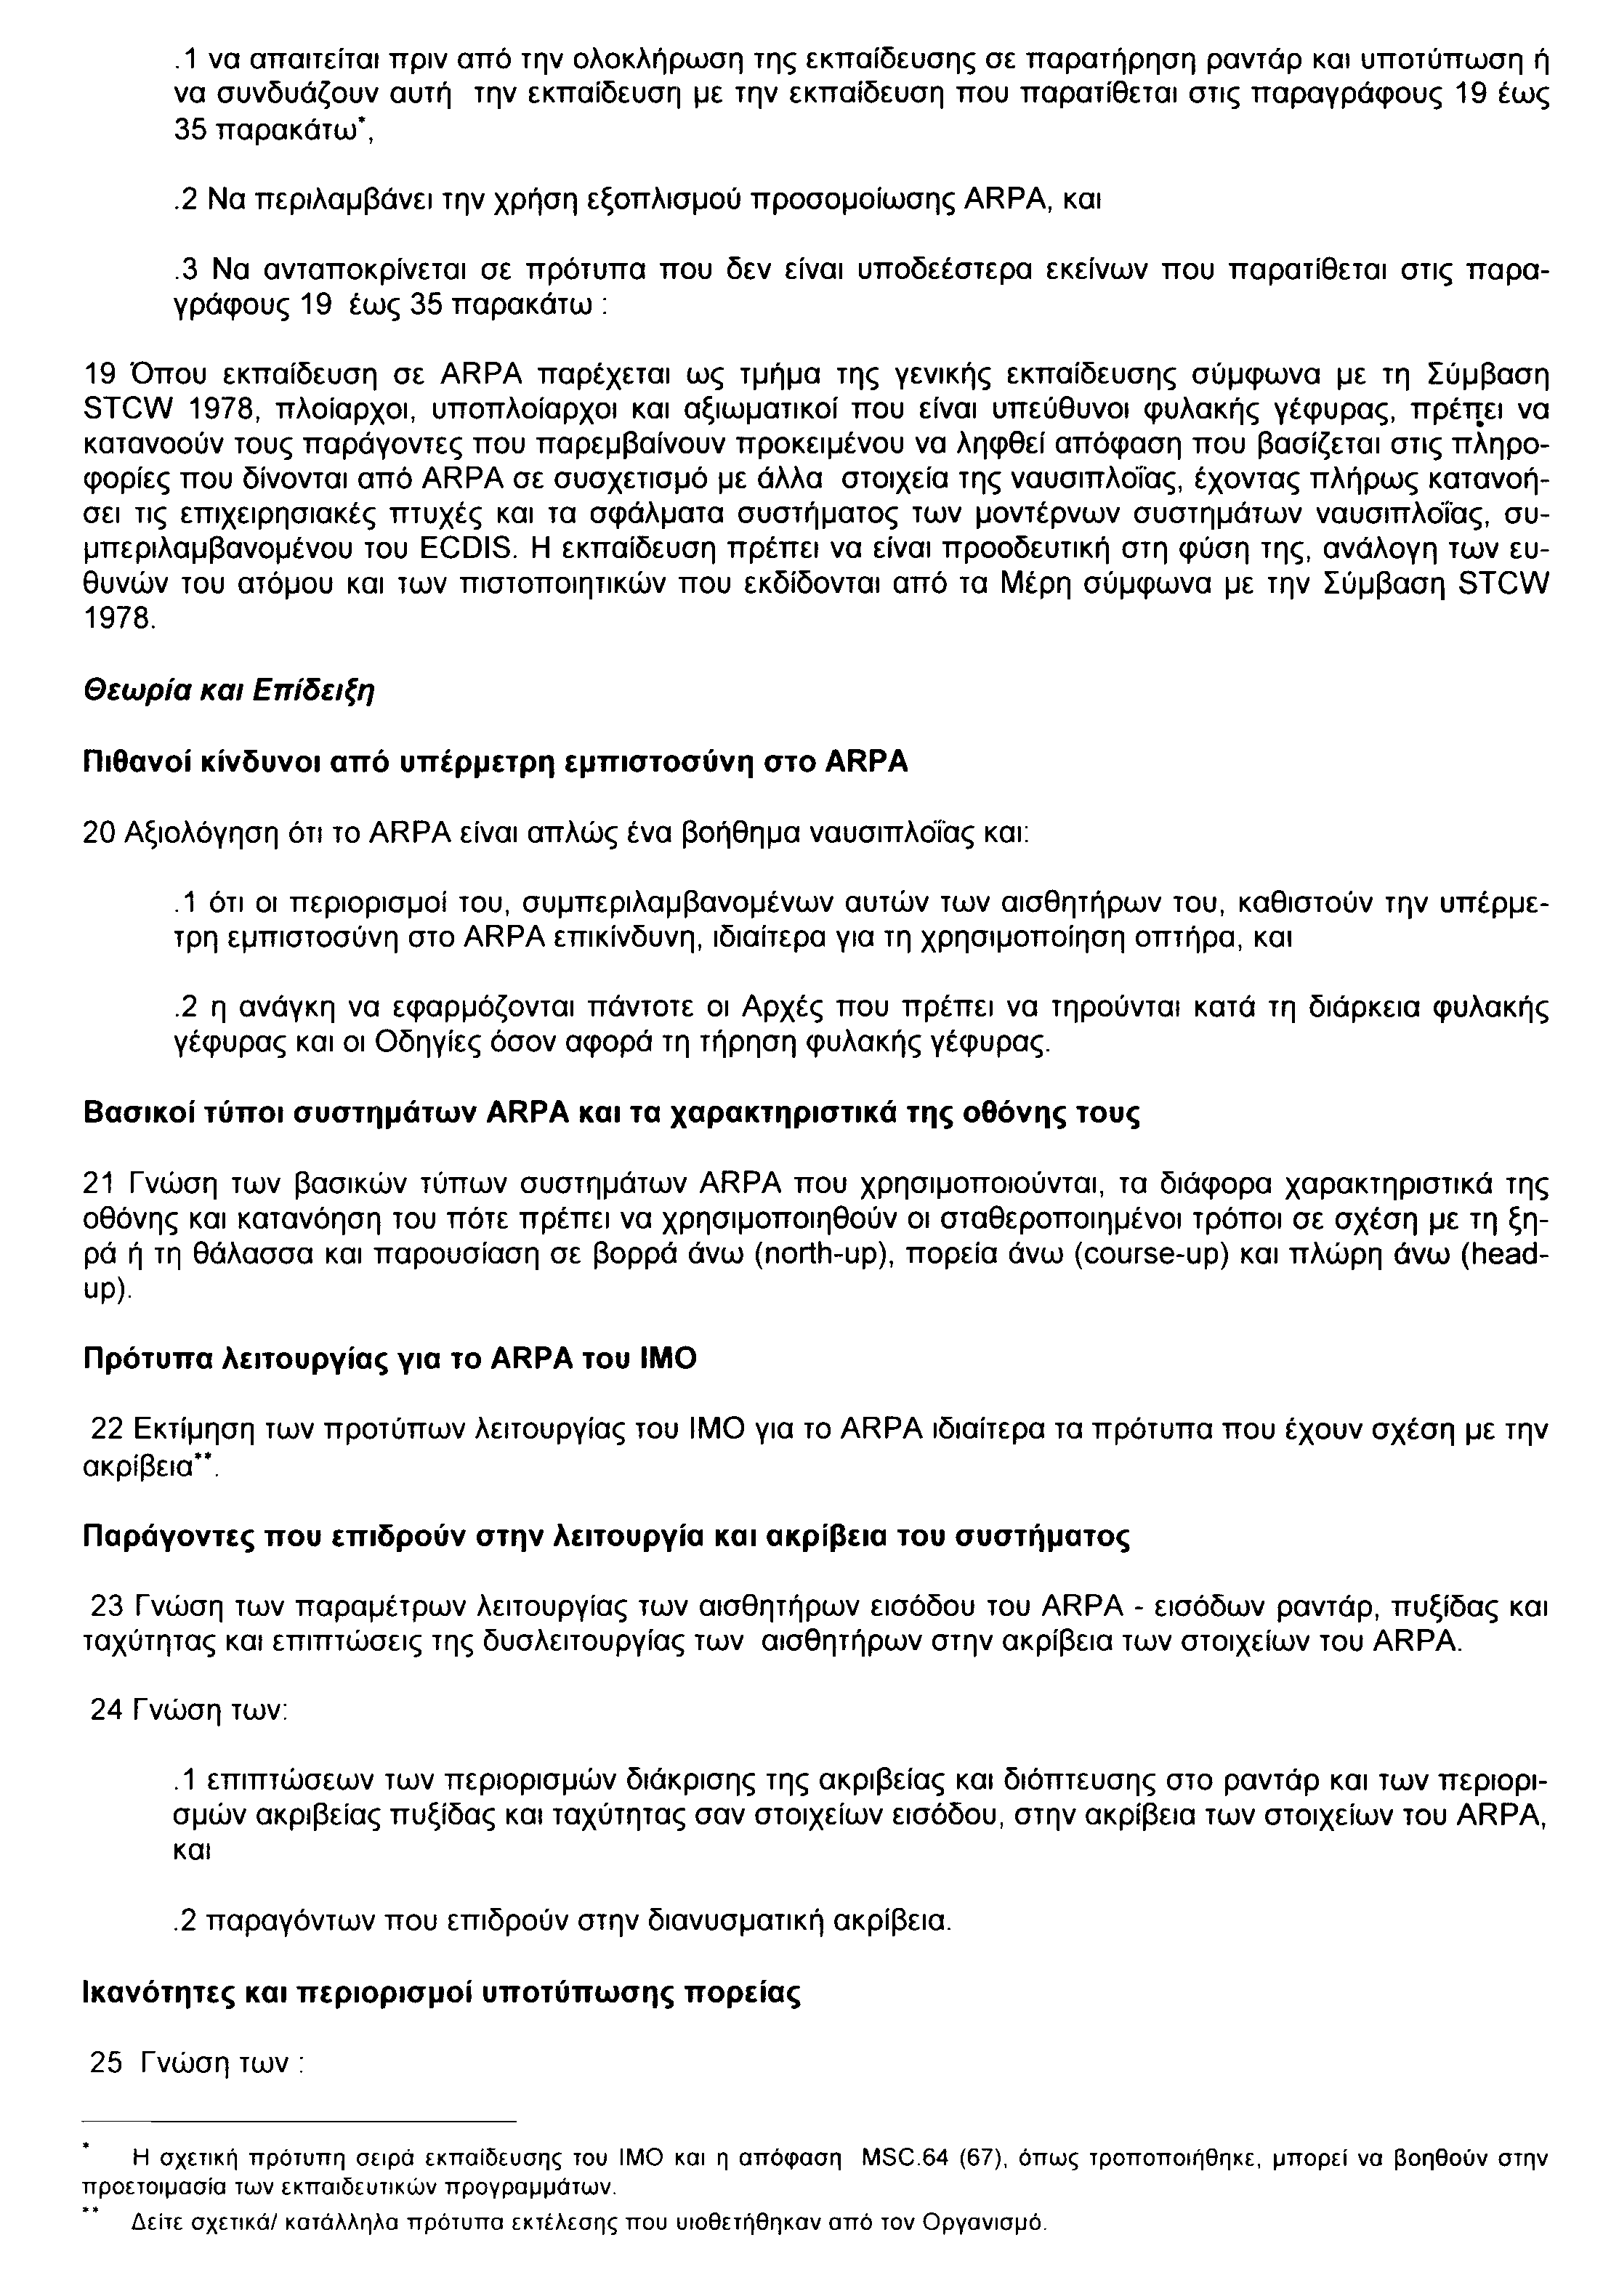 .1 να απαιτείται πριν από την ολοκλήρωση της εκπαίδευσης σε παρατήρηση ραντάρ και υποτύπωση ή
να συνδυάζουν αυτή την εκπαίδευση με την εκπαίδευση που παρατίθεται στις παραγράφους 19 έως
35 παρακάτω*,
.2 Να περιλαμβάνει την χρήση εξοπλισμού προσομοίωσης ARPA, και
.3 Να ανταποκρίνεται σε πρότυπα που δεν είναι υποδεέστερα εκείνων που παρατίθεται στις παρα-
γράφους 19 έως 35 παρακάτω :
19 Όπου εκπαίδευση σε ARPA παρέχεται ως τμήμα της γενικής εκπαίδευσης σύμφωνα με τη Σύμβαση
STCW 1978, πλοίαρχοι, υποπλοίαρχοι και αξιωματικοί που είναι υπεύθυνοι φυλακής γέφυρας, πρέπει να
κατανοούν τους παράγοντες που παρεμβαίνουν προκειμένου να ληφθεί απόφαση που βασίζεται στις πληρο-
φορίες που δίνονται από ARPA σε συσχετισμό με άλλα στοιχεία της ναυσιπλοΐας, έχοντας πλήρως κατανοή-
σει τις επιχειρησιακές πτυχές και τα σφάλματα συστήματος των μοντέρνων συστημάτων ναυσιπλοΐας, συ-
μπεριλαμβανομένου του ECDIS. Η εκπαίδευση πρέπει να είναι προοδευτική στη φύση της, ανάλογη των ευ-
θυνών του ατόμου και των πιστοποιητικών που εκδίδονται από τα Μέρη σύμφωνα με την Σύμβαση STCW
1978.
Θεωρία και Επίδειξη
Πιθανοί κίνδυνοι από υπέρμετρη εμπιστοσύνη στο ARPA
20 Αξιολόγηση ότι το ARPA είναι απλώς ένα βοήθημα ναυσιπλοΐας και:
.1 ότι οι περιορισμοί του, συμπεριλαμβανομένων αυτών των αισθητήρων του, καθιστούν την υπέρμε-
τρη εμπιστοσύνη στο ARPA επικίνδυνη, ιδιαίτερα για τη χρησιμοποίηση οπτήρα, και
.2 η ανάγκη να εφαρμόζονται πάντοτε οι Αρχές που πρέπει να τηρούνται κατά τη διάρκεια φυλακής
γέφυρας και οι Οδηγίες όσον αφορά τη τήρηση φυλακής γέφυρας.
Βασικοί τύποι συστημάτων ARPA και τα χαρακτηριστικά της οθόνης τους
21 Γνώση των βασικών τύπων συστημάτων ARPA που χρησιμοποιούνται, τα διάφορα χαρακτηριστικά της
οθόνης και κατανόηση του πότε πρέπει να χρησιμοποιηθούν οι σταθεροποιημένοι τρόποι σε σχέση με τη ξη-
ρά ή τη θάλασσα και παρουσίαση σε βορρά άνω (north-up), πορεία άνω (course-up) και πλώρη άνω (head-
up).
Πρότυπα λειτουργίας για το ARPA του ΙΜΟ
22 Εκτίμηση των προτύπων λειτουργίας του ΙΜΟ για το ARPA ιδιαίτερα τα πρότυπα που έχουν σχέση με την
ακρίβεια**.
Παράγοντες που επιδρούν στην λειτουργία και ακρίβεια του συστήματος
23 Γνώση των παραμέτρων λειτουργίας των αισθητήρων εισόδου του ARPA - εισόδων ραντάρ, πυξίδας και
ταχύτητας και επιπτώσεις της δυσλειτουργίας των αισθητήρων στην ακρίβεια των στοιχείων του ARPA.
24 Γνώση των:
.1 επιπτώσεων των περιορισμών διάκρισης της ακριβείας και διόπτευσης στο ραντάρ και των περιορι-
σμών ακριβείας πυξίδας και ταχύτητας σαν στοιχείων εισόδου, στην ακρίβεια των στοιχείων του ARPA,
και
.2 παραγόντων που επιδρούν στην διανυσματική ακρίβεια.
Ικανότητες και περιορισμοί υποτύπωσης πορείας
25 Γνώση των :
* Η σχετική πρότυπη σειρά εκπαίδευσης του ΙΜΟ και η απόφαση MSC.64 (67), όπως τροποποιήθηκε, μπορεί να βοηθούν στην
προετοιμασία των εκπαιδευτικών προγραμμάτων.
** Δείτε σχετικά/ κατάλληλα πρότυπα εκτέλεσης που υιοθετήθηκαν από τον Οργανισμό.